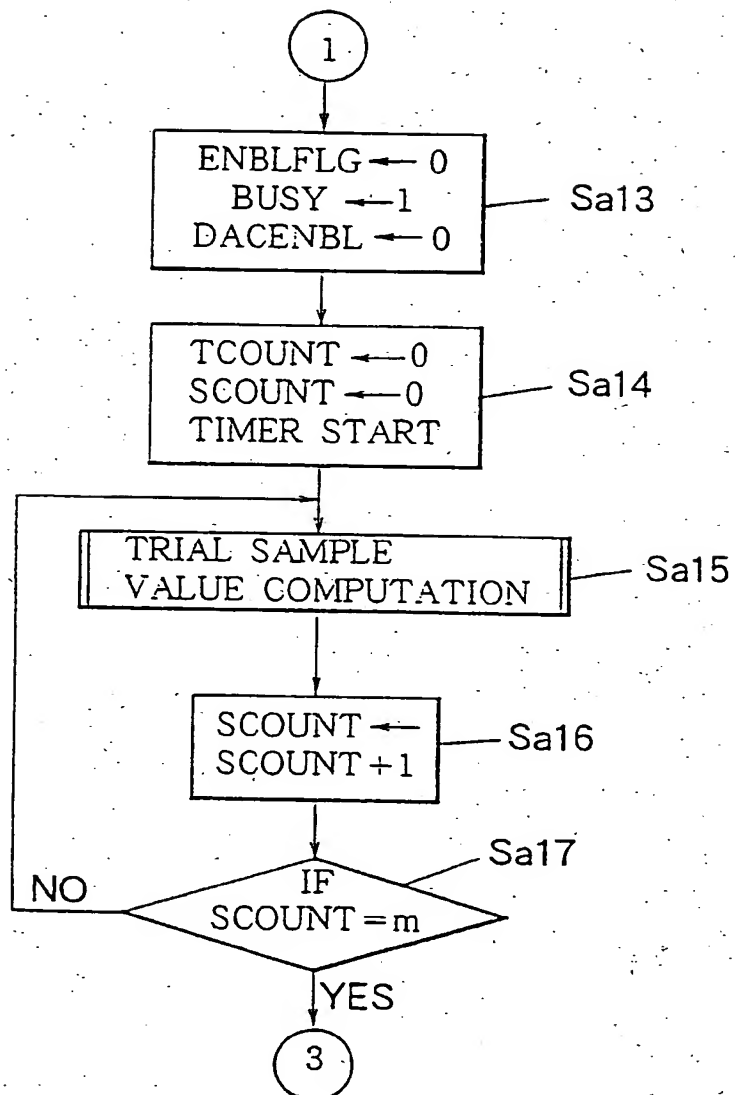 1
ENBLFLG ← 0
BUSY ← 1
DACENBL ← 0
Sa13
TCOUNT ← 0
SCOUNT ← 0
TIMER START
Sa14
TRIAL SAMPLE
VALUE COMPUTATION
Sa15
SCOUNT ←
SCOUNT + 1
Sa16
Sa17
IF
SCOUNT = m
NO
YES
3